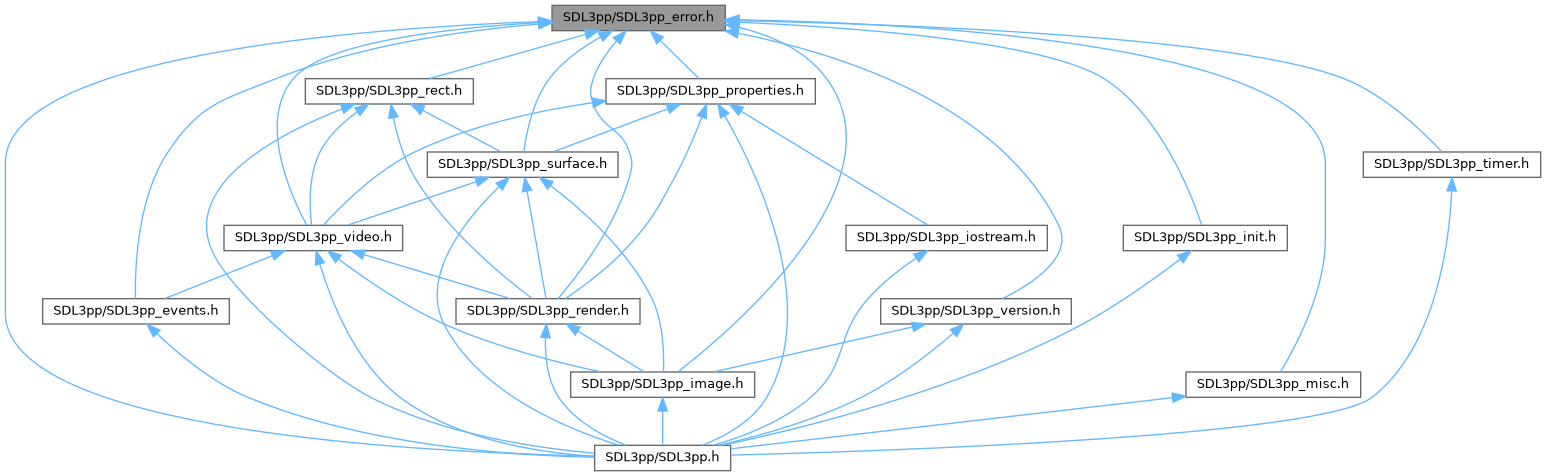 SDL3pp/SDL3pp_error.h
SDL3pp/SDL3pp_rect.h
SDL3pp/SDL3pp_properties.h
SDL3pp/SDL3pp_surface.h
SDL3pp/SDL3pp_timer.h
SDL3pp/SDL3pp_video.h
SDL3pp/SDL3pp_iostream.h
SDL3pp/SDL3pp_init.h
SDL3pp/SDL3pp_events.h
SDL3pp/SDL3pp_render.h
SDL3pp/SDL3pp_version.h
SDL3pp/SDL3pp_image.h
SDL3pp/SDL3pp_misc.h
SDL3pp/SDL3pp.h